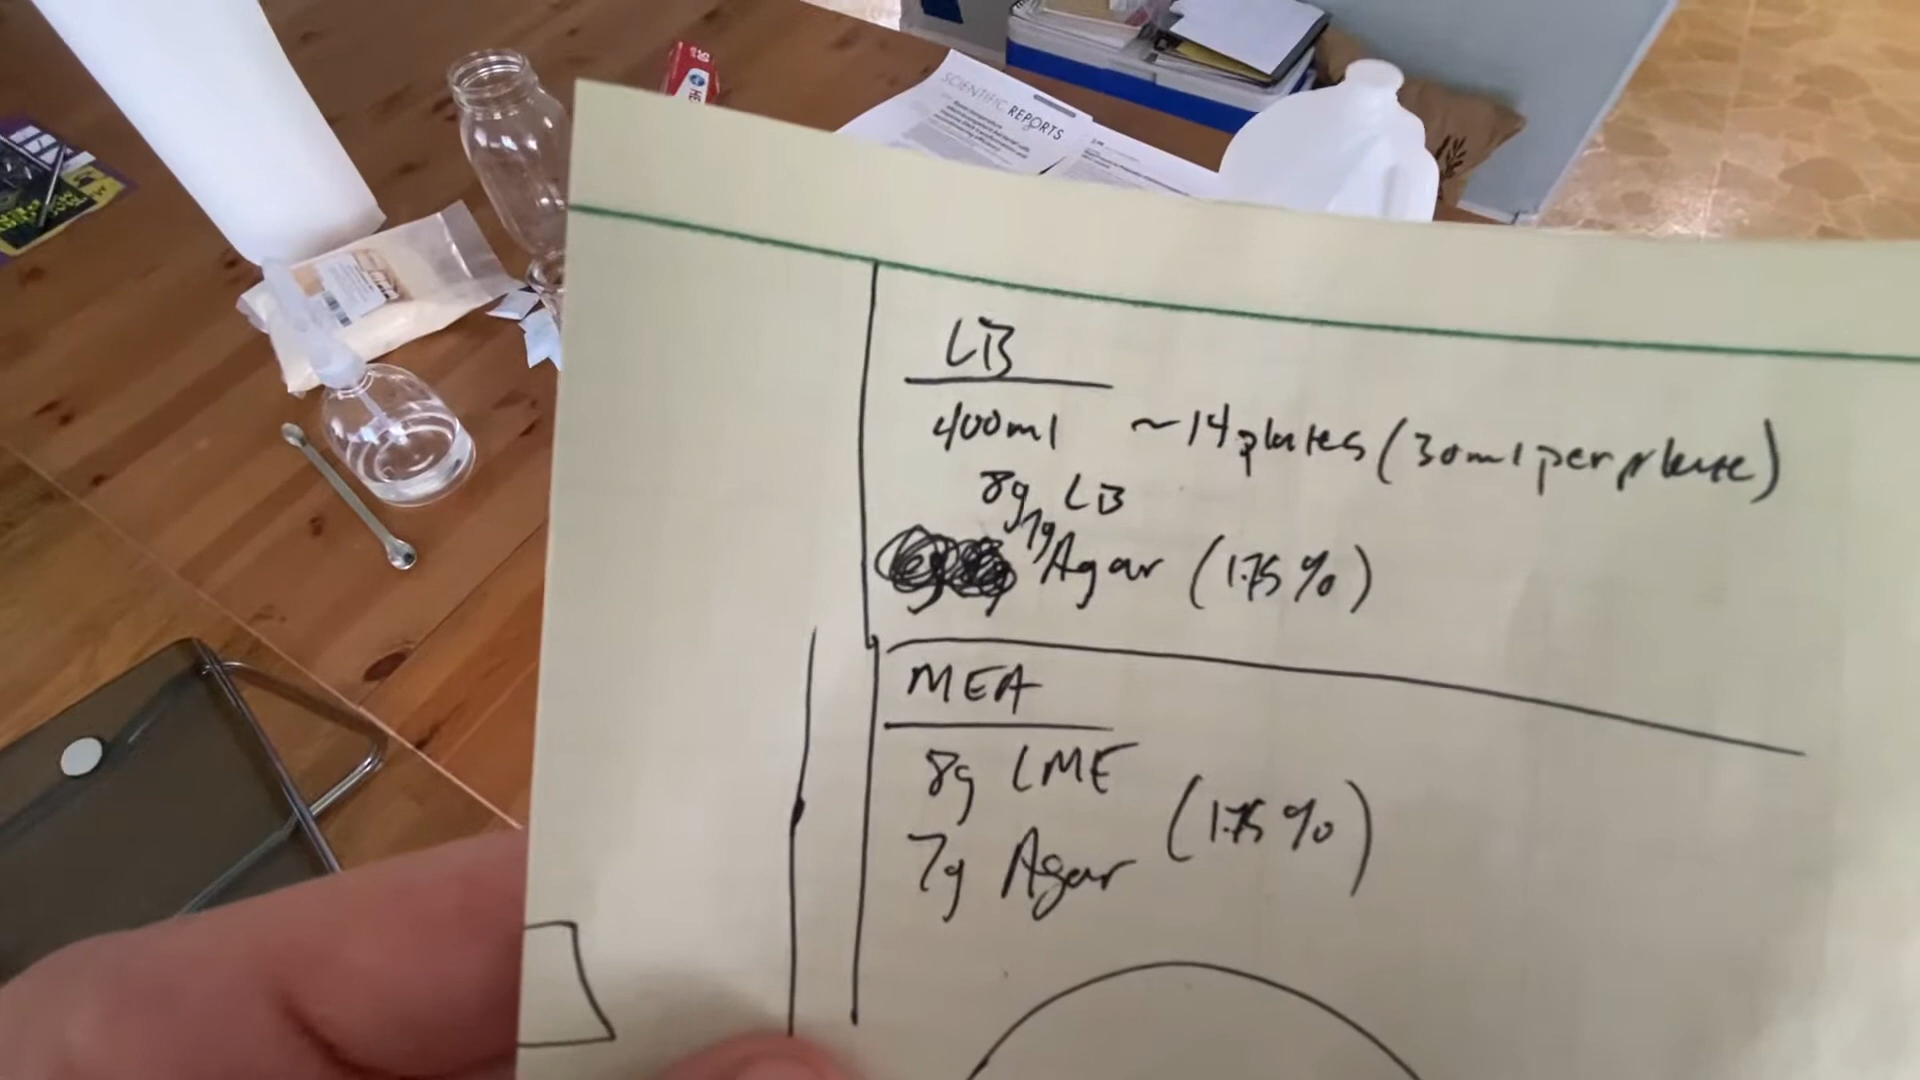 SCIENTIFIC REPORTS
LB
400ml ~14 plates (30ml per plate)
8g LB
7g Agar (1.75%)
MEA
8g LME
7g Agar (1.75%)